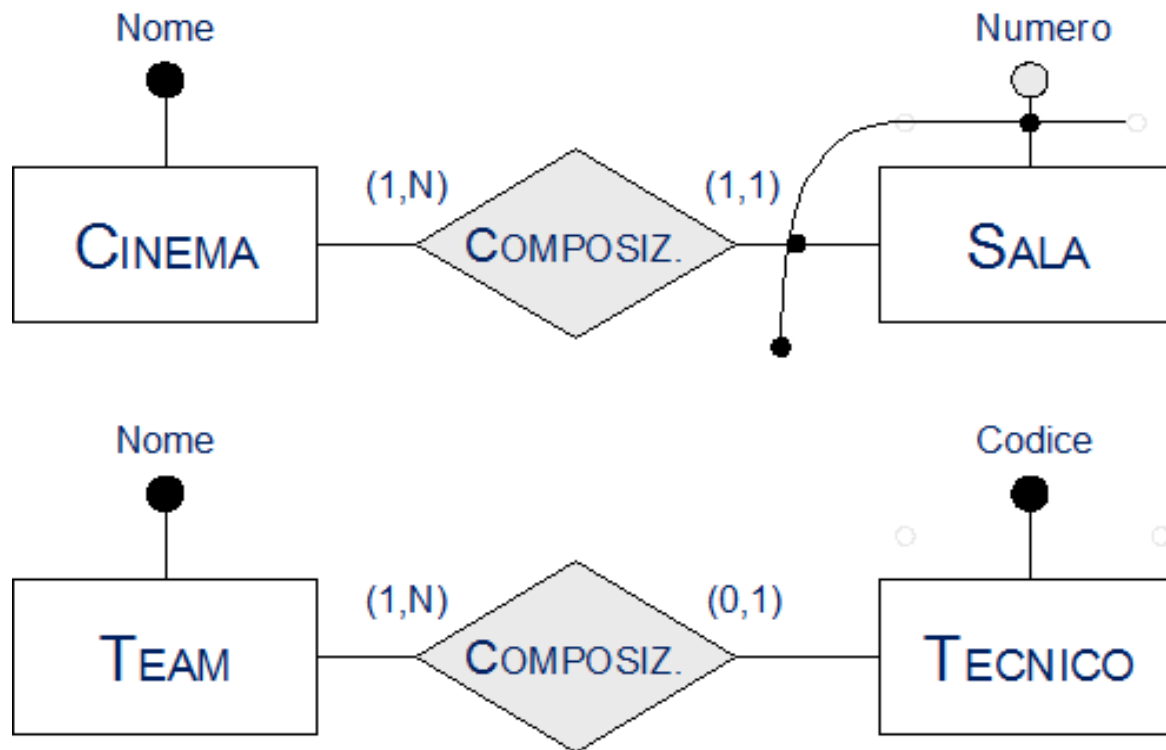 Nome
Numero
(1,N)
(1,1)
CINEMA
COMPOSIZ.
SALA
Nome
Codice
(1,N)
(0,1)
TEAM
COMPOSIZ.
TECNICO